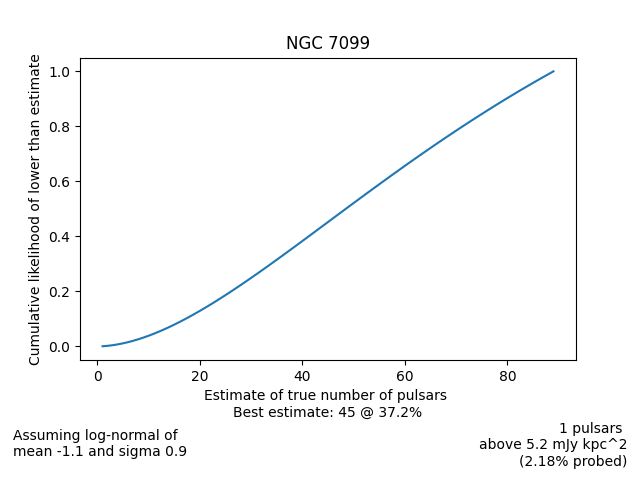 NGC 7099
Cumulative likelihood of lower than estimate
1.0
0.8
0.6
0.4
0.2
0.0
0
20
40
60
80
Estimate of true number of pulsars
Best estimate: 45 @ 37.2%
Assuming log-normal of
mean -1.1 and sigma 0.9
1 pulsars
above 5.2 mJy kpc^2
(2.18% probed)